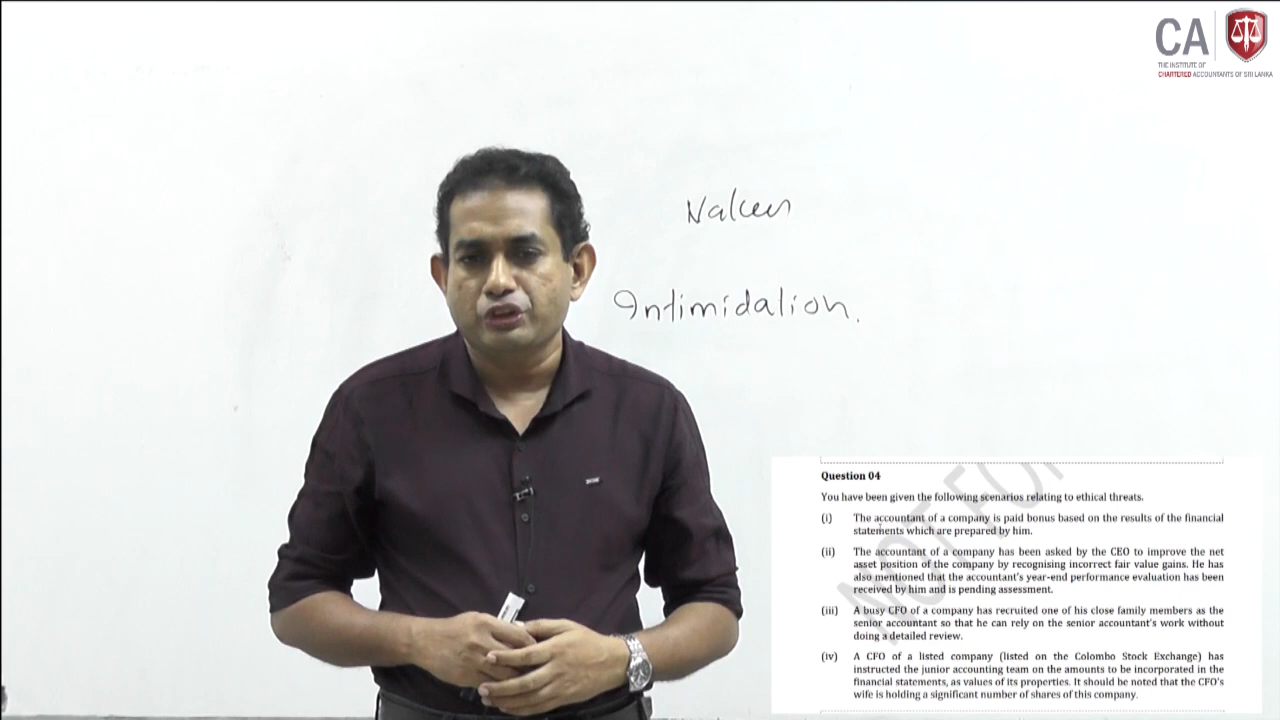 CA
THE INSTITUTE OF
CHARTERED ACCOUNTANTS OF SRI LANKA
Intimidation.
NOT FOR
Question 04
You have been given the following scenarios relating to ethical threats.
(i) The accountant of a company is paid bonus based on the results of the financial
statements which are prepared by him.
(ii) The accountant of a company has been asked by the CEO to improve the net
asset position of the company by recognising incorrect fair value gains. He has
also mentioned that the accountant's year-end performance evaluation has been
received by him and is pending assessment.
(iii) A busy CFO of a company has recruited one of his close family members as the
senior accountant so that he can rely on the senior accountant's work without
doing a detailed review.
(iv) A CFO of a listed company (listed on the Colombo Stock Exchange) has
instructed the junior accounting team on the amounts to be incorporated in the
financial statements, as values of its properties. It should be noted that the CFO's
wife is holding a significant number of shares of this company.